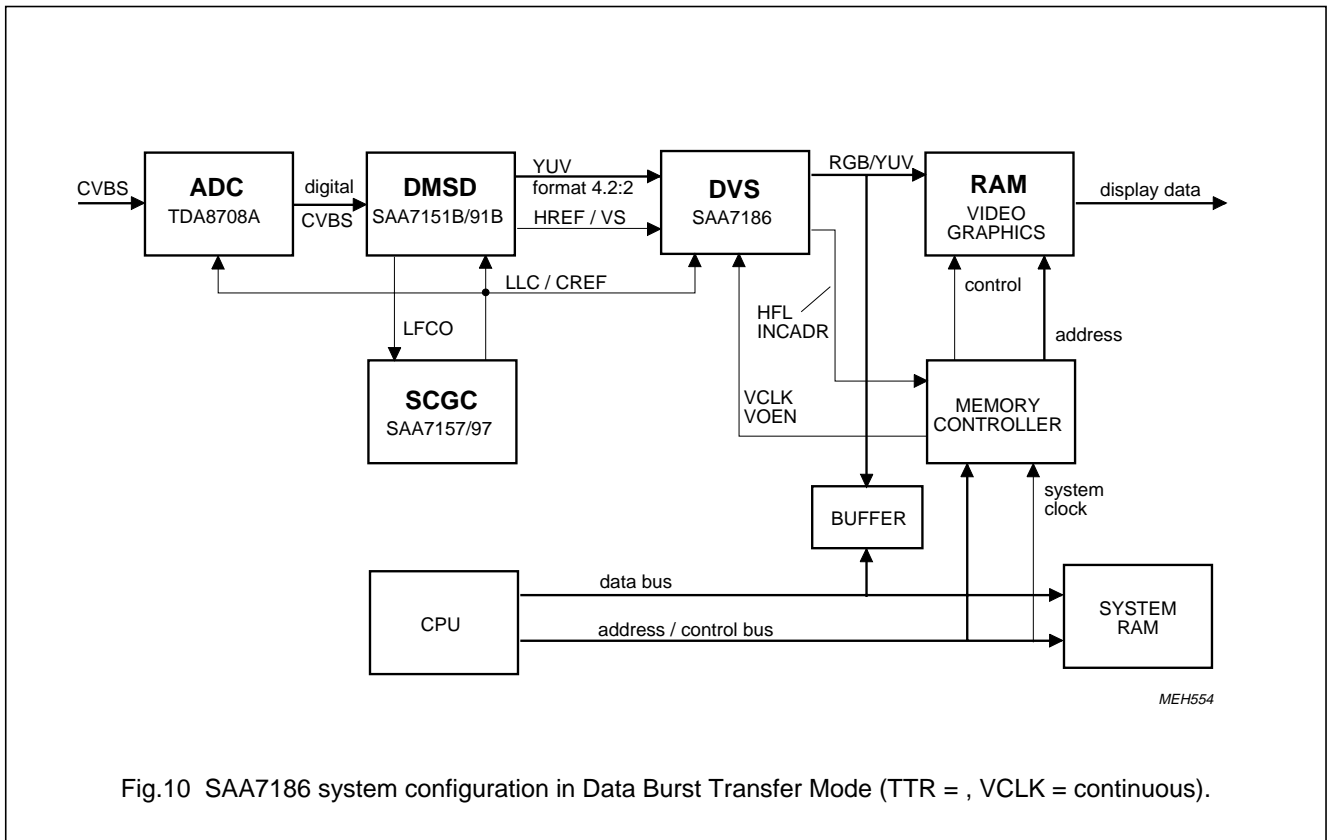 CVBS
ADC
TDA8708A
digital
CVBS
DMSD
SAA7151B/91B
YUV
format 4.2:2
HREF / VS
DVS
SAA7186
RGB/YUV
RAM
VIDEO
GRAPHICS
display data
LLC / CREF
LFCO
SCGC
SAA7157/97
HFL
INCADR
VCLK
VOEN
control
address
MEMORY
CONTROLLER
system
clock
BUFFER
CPU
data bus
address / control bus
SYSTEM
RAM
MEH554
Fig.10 SAA7186 system configuration in Data Burst Transfer Mode (TTR = , VCLK = continuous).